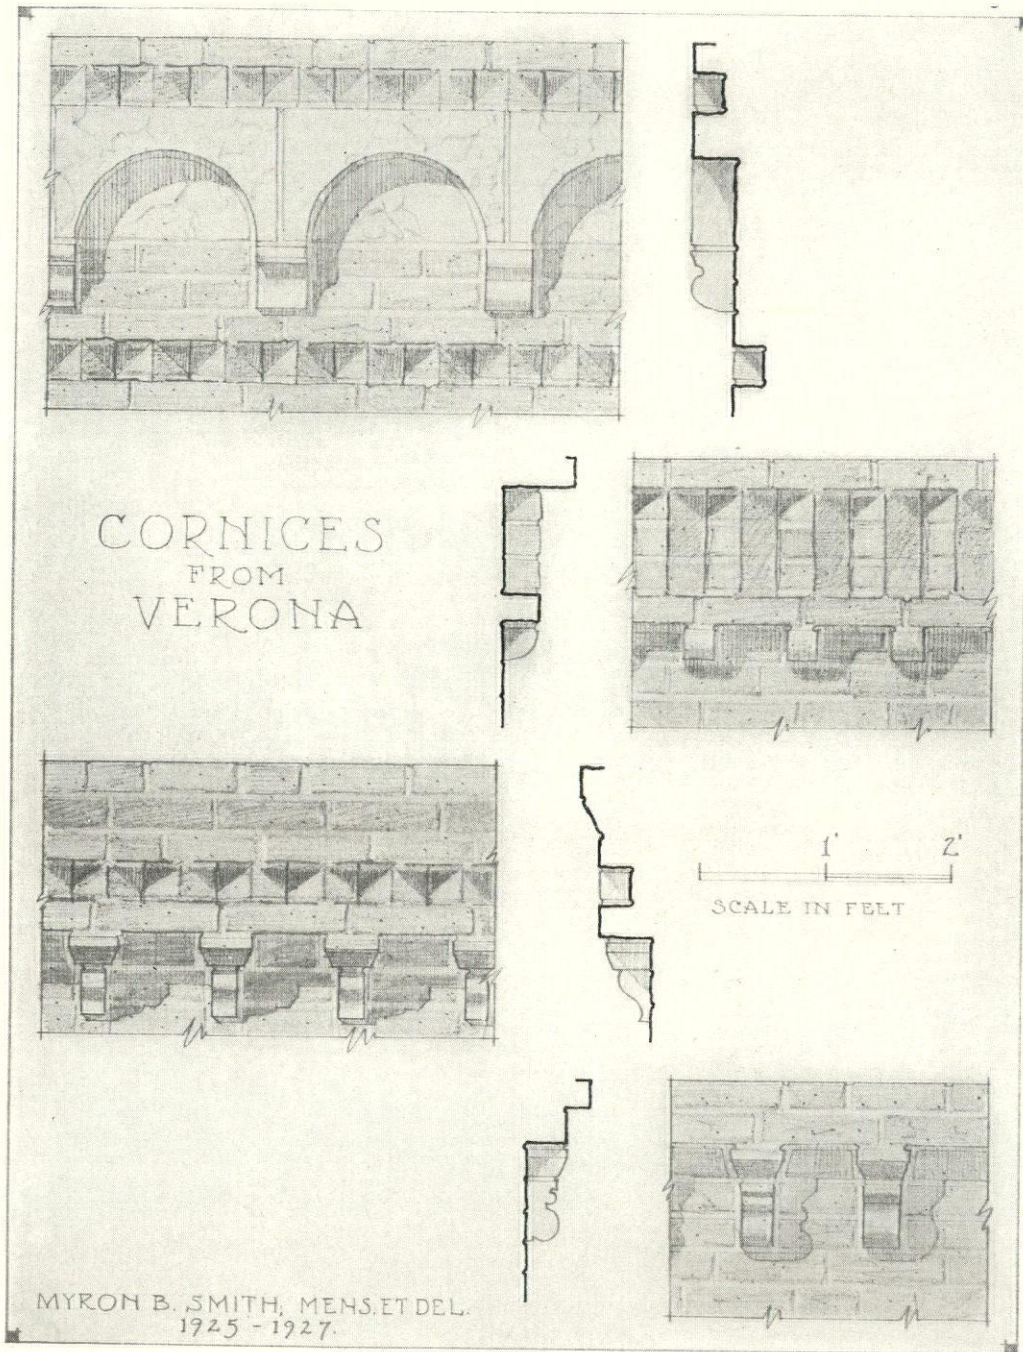 CORNICES
FROM
VERONA
1' 2'
SCALE IN FEET
MYRON B. SMITH, MENS. ET DEL.
1925 - 1927.